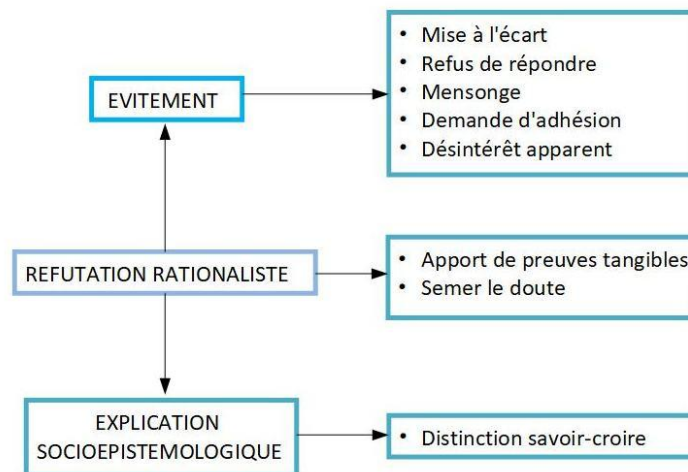 EVITEMENT
• Mise à l'écart
• Refus de répondre
• Mensonge
• Demande d'adhésion
• Désintérêt apparent
REFUTATION RATIONALISTE
• Apport de preuves tangibles
• Semer le doute
EXPLICATION
SOCIOEPISTEMOLOGIQUE
• Distinction savoir-croire